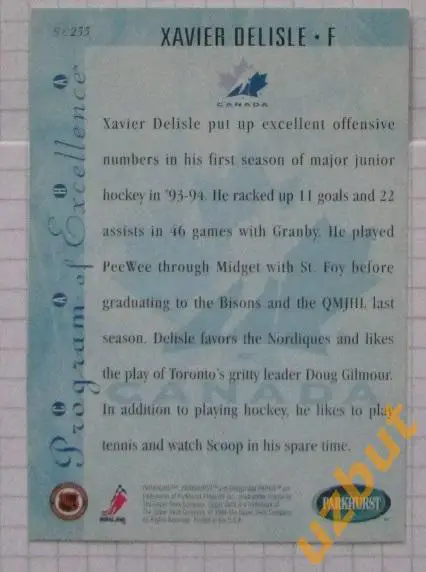 SE255
XAVIER DELISLE • F
CANADA
Xavier Delisle put up excellent offensive
numbers in his first season of major junior
hockey in '93-94. He racked up 11 goals and 22
assists in 46 games with Granby. He played
PeeWee through Midget with St. Foy before
graduating to the Bisons and the QMJHL last
season. Delisle favors the Nordiques and likes
the play of Toronto's gritty leader Doug Gilmour.
In addition to playing hockey, he likes to play
tennis and watch Scoop in his spare time.
CANADA
C A H A
Program of Excellence
PARKHURST
uzbut